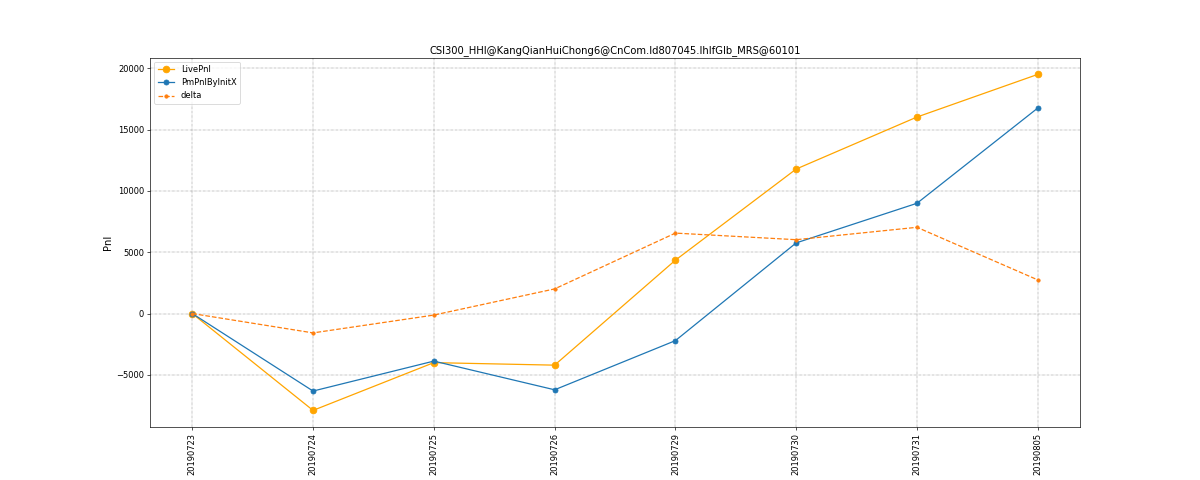 CSI300_HHI@KangQianHuiChong6@CnCom.Id807045.IhIfGlb_MRS@60101
LivePnl
PmPnlByInitX
delta
20000
15000
10000
5000
0
−5000
Pnl
20190723
20190724
20190725
20190726
20190729
20190730
20190731
20190805